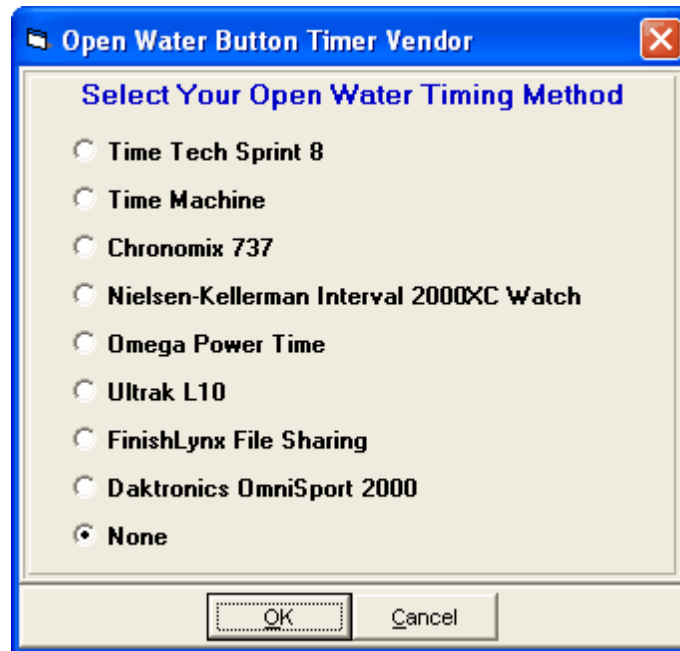 Open Water Button Timer Vendor
Select Your Open Water Timing Method
Time Tech Sprint 8
Time Machine
Chronomix 737
Nielsen-Kellerman Interval 2000XC Watch
Omega Power Time
Ultrak L10
FinishLynx File Sharing
Daktronics OmniSport 2000
None
OK Cancel